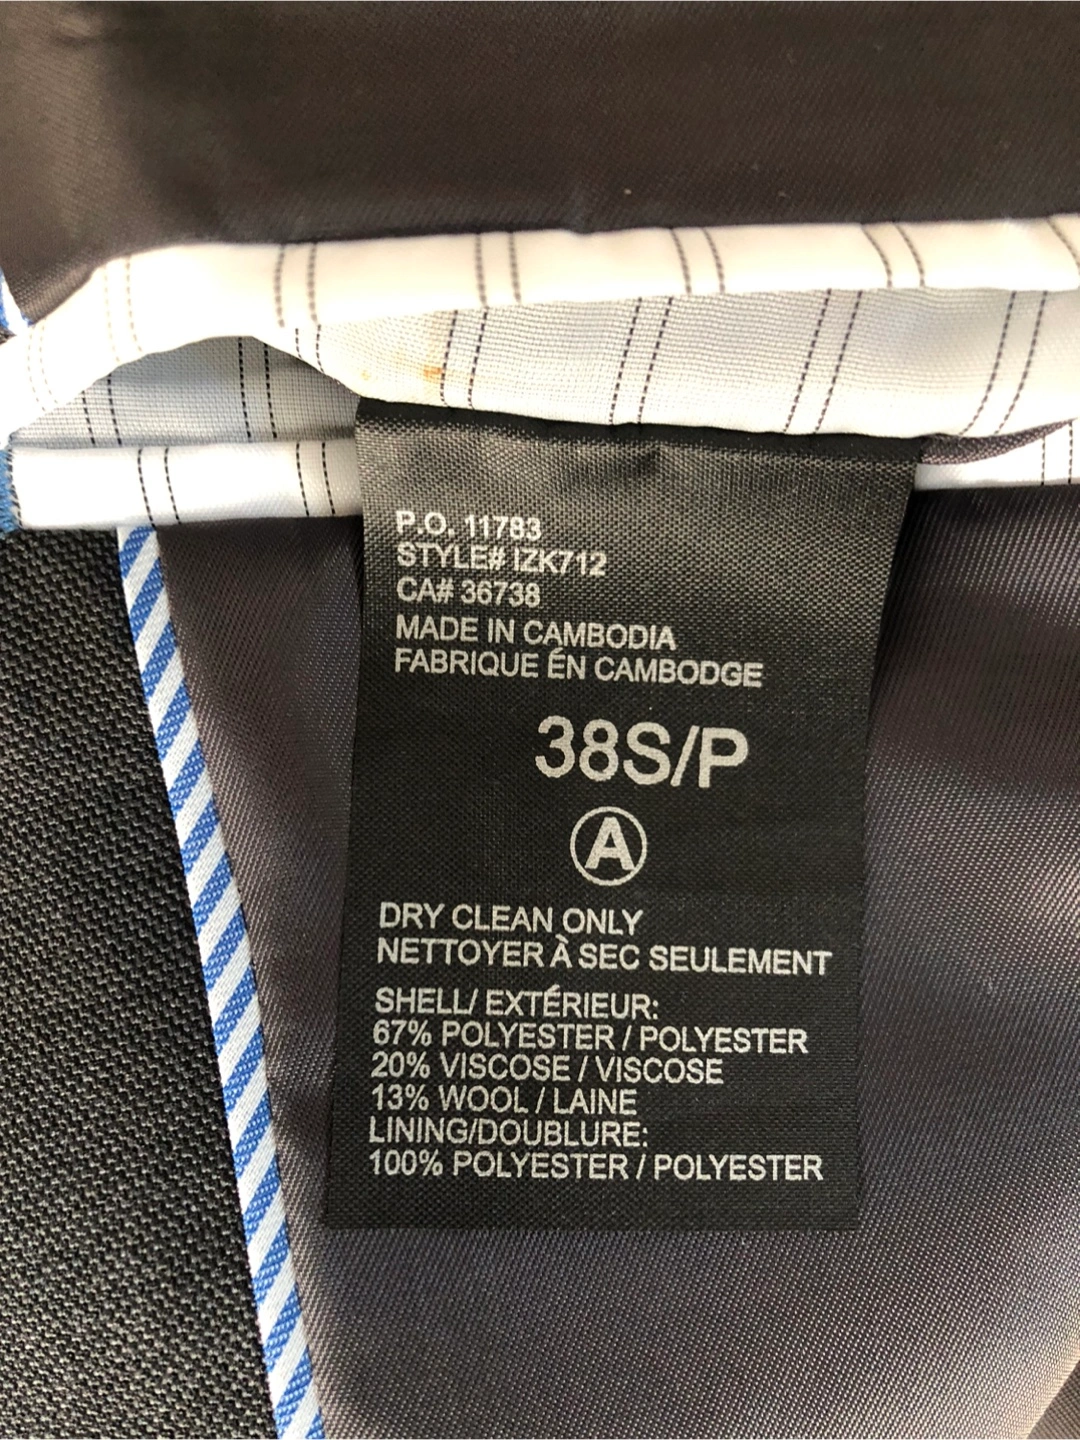 P.O. 11783
STYLE# IZK712
CA# 36738
MADE IN CAMBODIA
FABRIQUE ÉN CAMBODGE
38S/P
A
DRY CLEAN ONLY
NETTOYER À SEC SEULEMENT
SHELL/ EXTÉRIEUR:
67% POLYESTER / POLYESTER
20% VISCOSE / VISCOSE
13% WOOL / LAINE
LINING/DOUBLURE:
100% POLYESTER / POLYESTER